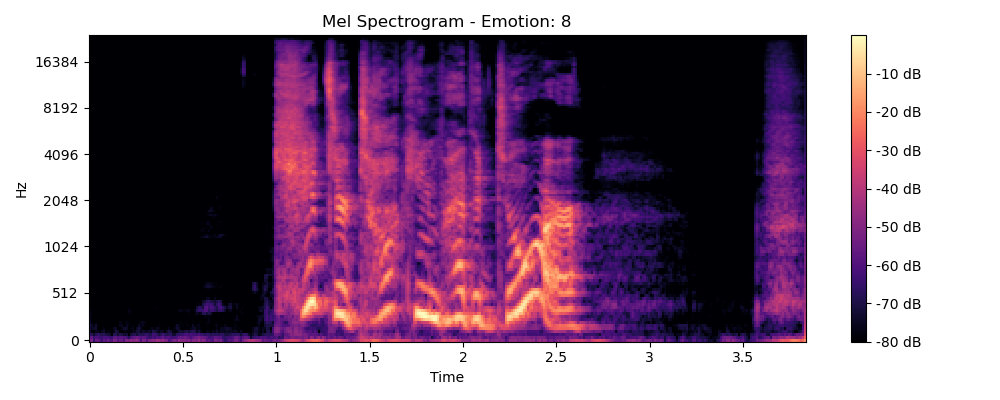 Mel Spectrogram - Emotion: 8
16384
8192
4096
2048
1024
512
0
Hz
0
0.5
1
1.5
2
2.5
3
3.5
Time
-10 dB
-20 dB
-30 dB
-40 dB
-50 dB
-60 dB
-70 dB
-80 dB